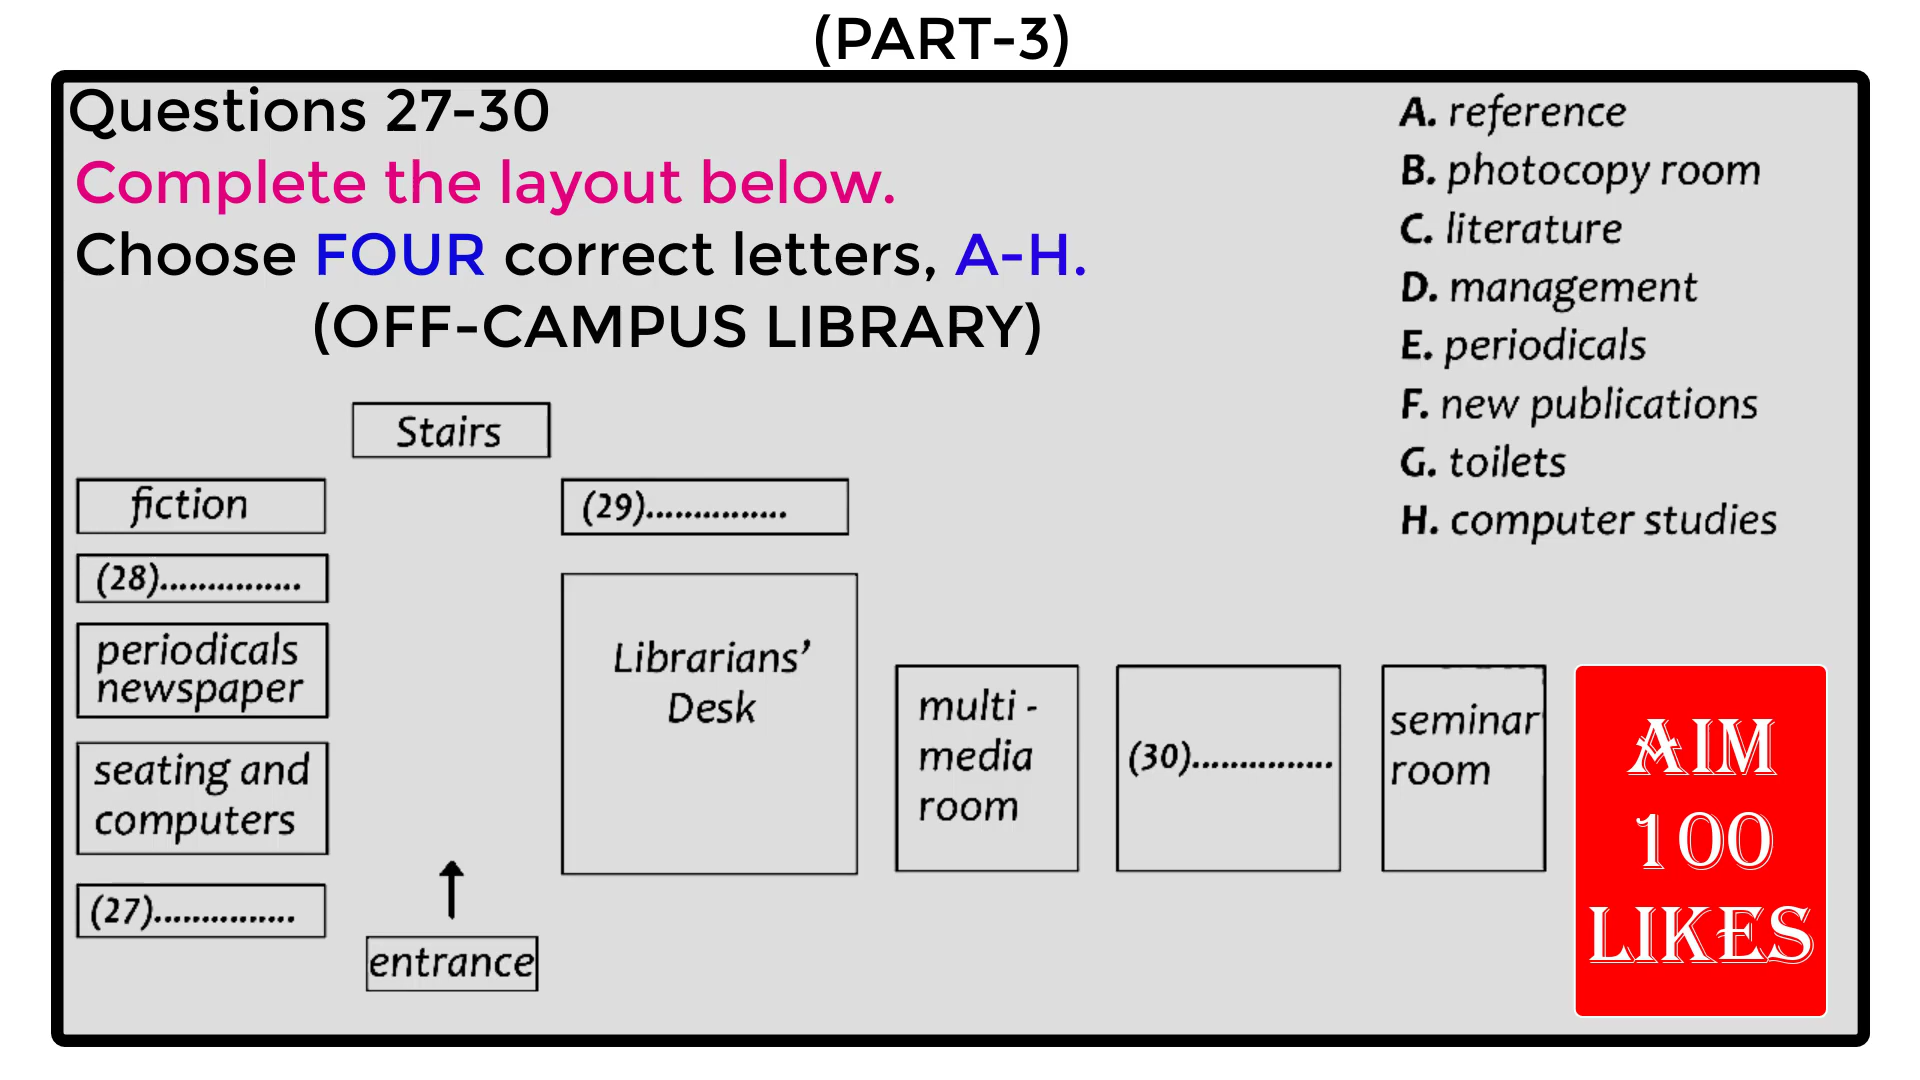 (PART-3)
Questions 27-30
Complete the layout below.
Choose FOUR correct letters, A-H.
(OFF-CAMPUS LIBRARY)
A. reference
B. photocopy room
C. literature
D. management
E. periodicals
F. new publications
G. toilets
H. computer studies
Stairs
fiction
(29)...............
(28)...............
periodicals
newspaper
Librarians'
Desk
seating and
computers
multi -
media
room
(30)...............
seminar
room
(27)...............
entrance
AIM
100
LIKES